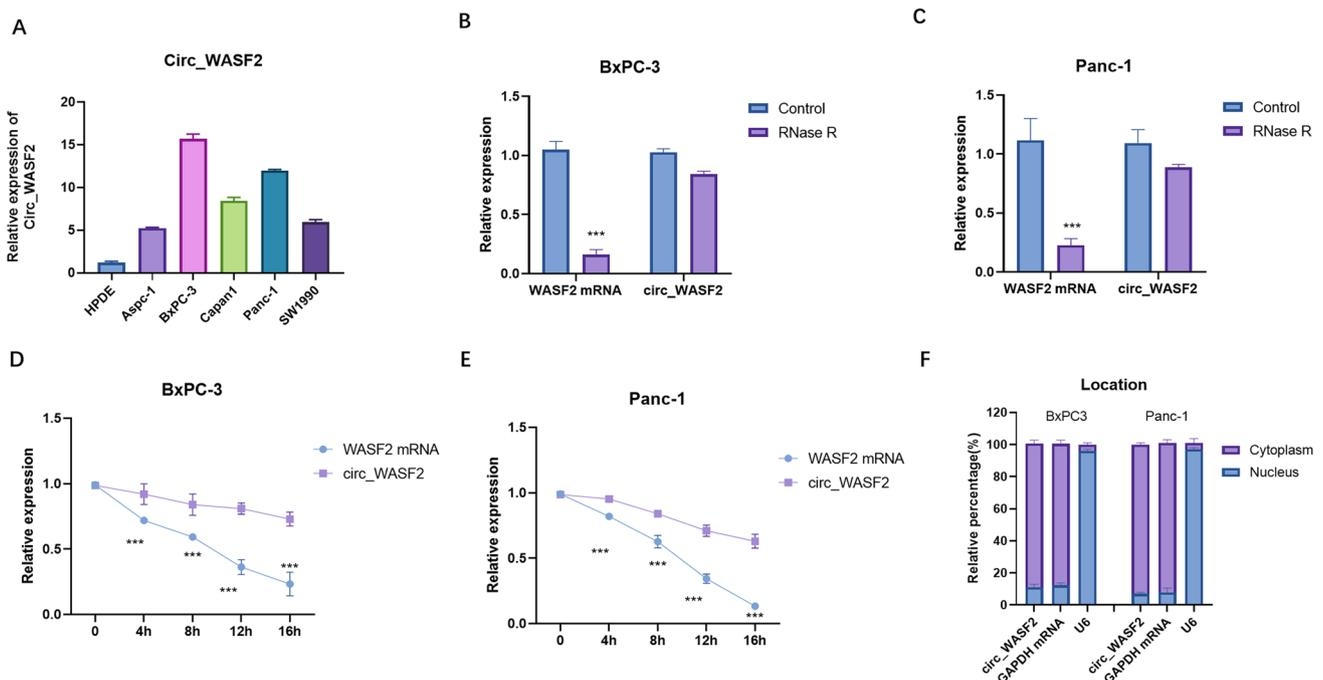 A
Circ_WASF2
Relative expression of
Circ_WASF2
20
15
10
5
0
HPDE
Aspc-1
BxPC-3
Capan1
Panc-1
SW1990
B
BxPC-3
Relative expression
1.5
1.0
0.5
0.0
***
WASF2 mRNA
circ_WASF2
Control
RNase R
C
Panc-1
Relative expression
1.5
1.0
0.5
0.0
***
WASF2 mRNA
circ_WASF2
Control
RNase R
D
BxPC-3
Relative expression
1.5
1.0
0.5
0.0
***
***
***
***
0
4h
8h
12h
16h
WASF2 mRNA
circ_WASF2
E
Panc-1
Relative expression
1.5
1.0
0.5
0.0
***
***
***
***
0
4h
8h
12h
16h
WASF2 mRNA
circ_WASF2
F
Location
BxPC3
Panc-1
Relative percentage(%)
120
100
80
60
40
20
0
circ_WASF2
GAPDH mRNA
U6
circ_WASF2
GAPDH mRNA
U6
Cytoplasm
Nucleus